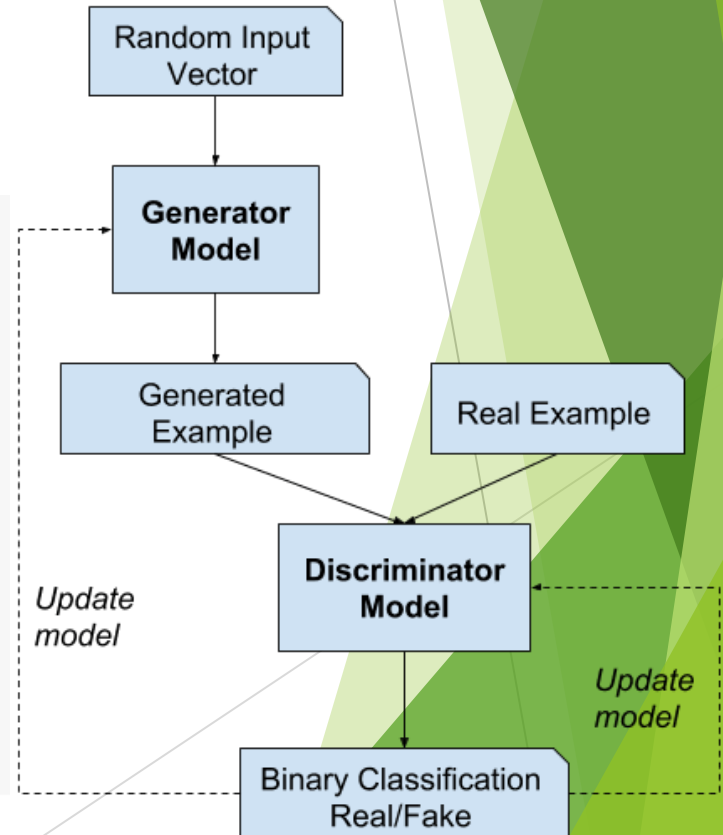 Random Input
Vector
Generator
Model
Generated
Example
Real Example
Discriminator
Model
Update
model
Update
model
Binary Classification
Real/Fake